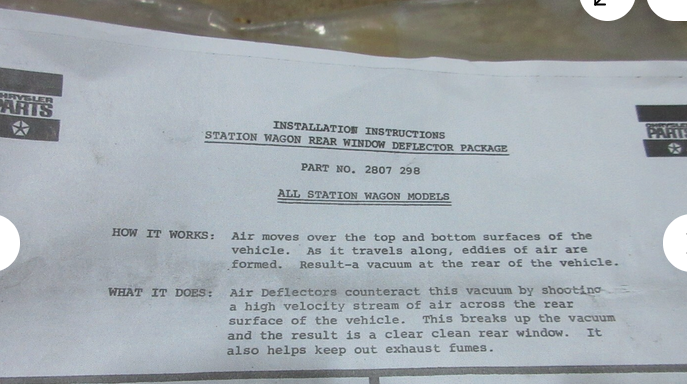 CHRYSLER
PARTS
PARTS
INSTALLATION INSTRUCTIONS
STATION WAGON REAR WINDOW DEFLECTOR PACKAGE
PART NO. 2807 298
ALL STATION WAGON MODELS
HOW IT WORKS: Air moves over the top and bottom surfaces of the
vehicle. As it travels along, eddies of air are
formed. Result-a vacuum at the rear of the vehicle.
WHAT IT DOES: Air Deflectors counteract this vacuum by shooting
a high velocity stream of air across the rear
surface of the vehicle. This breaks up the vacuum
and the result is a clear clean rear window. It
also helps keep out exhaust fumes.